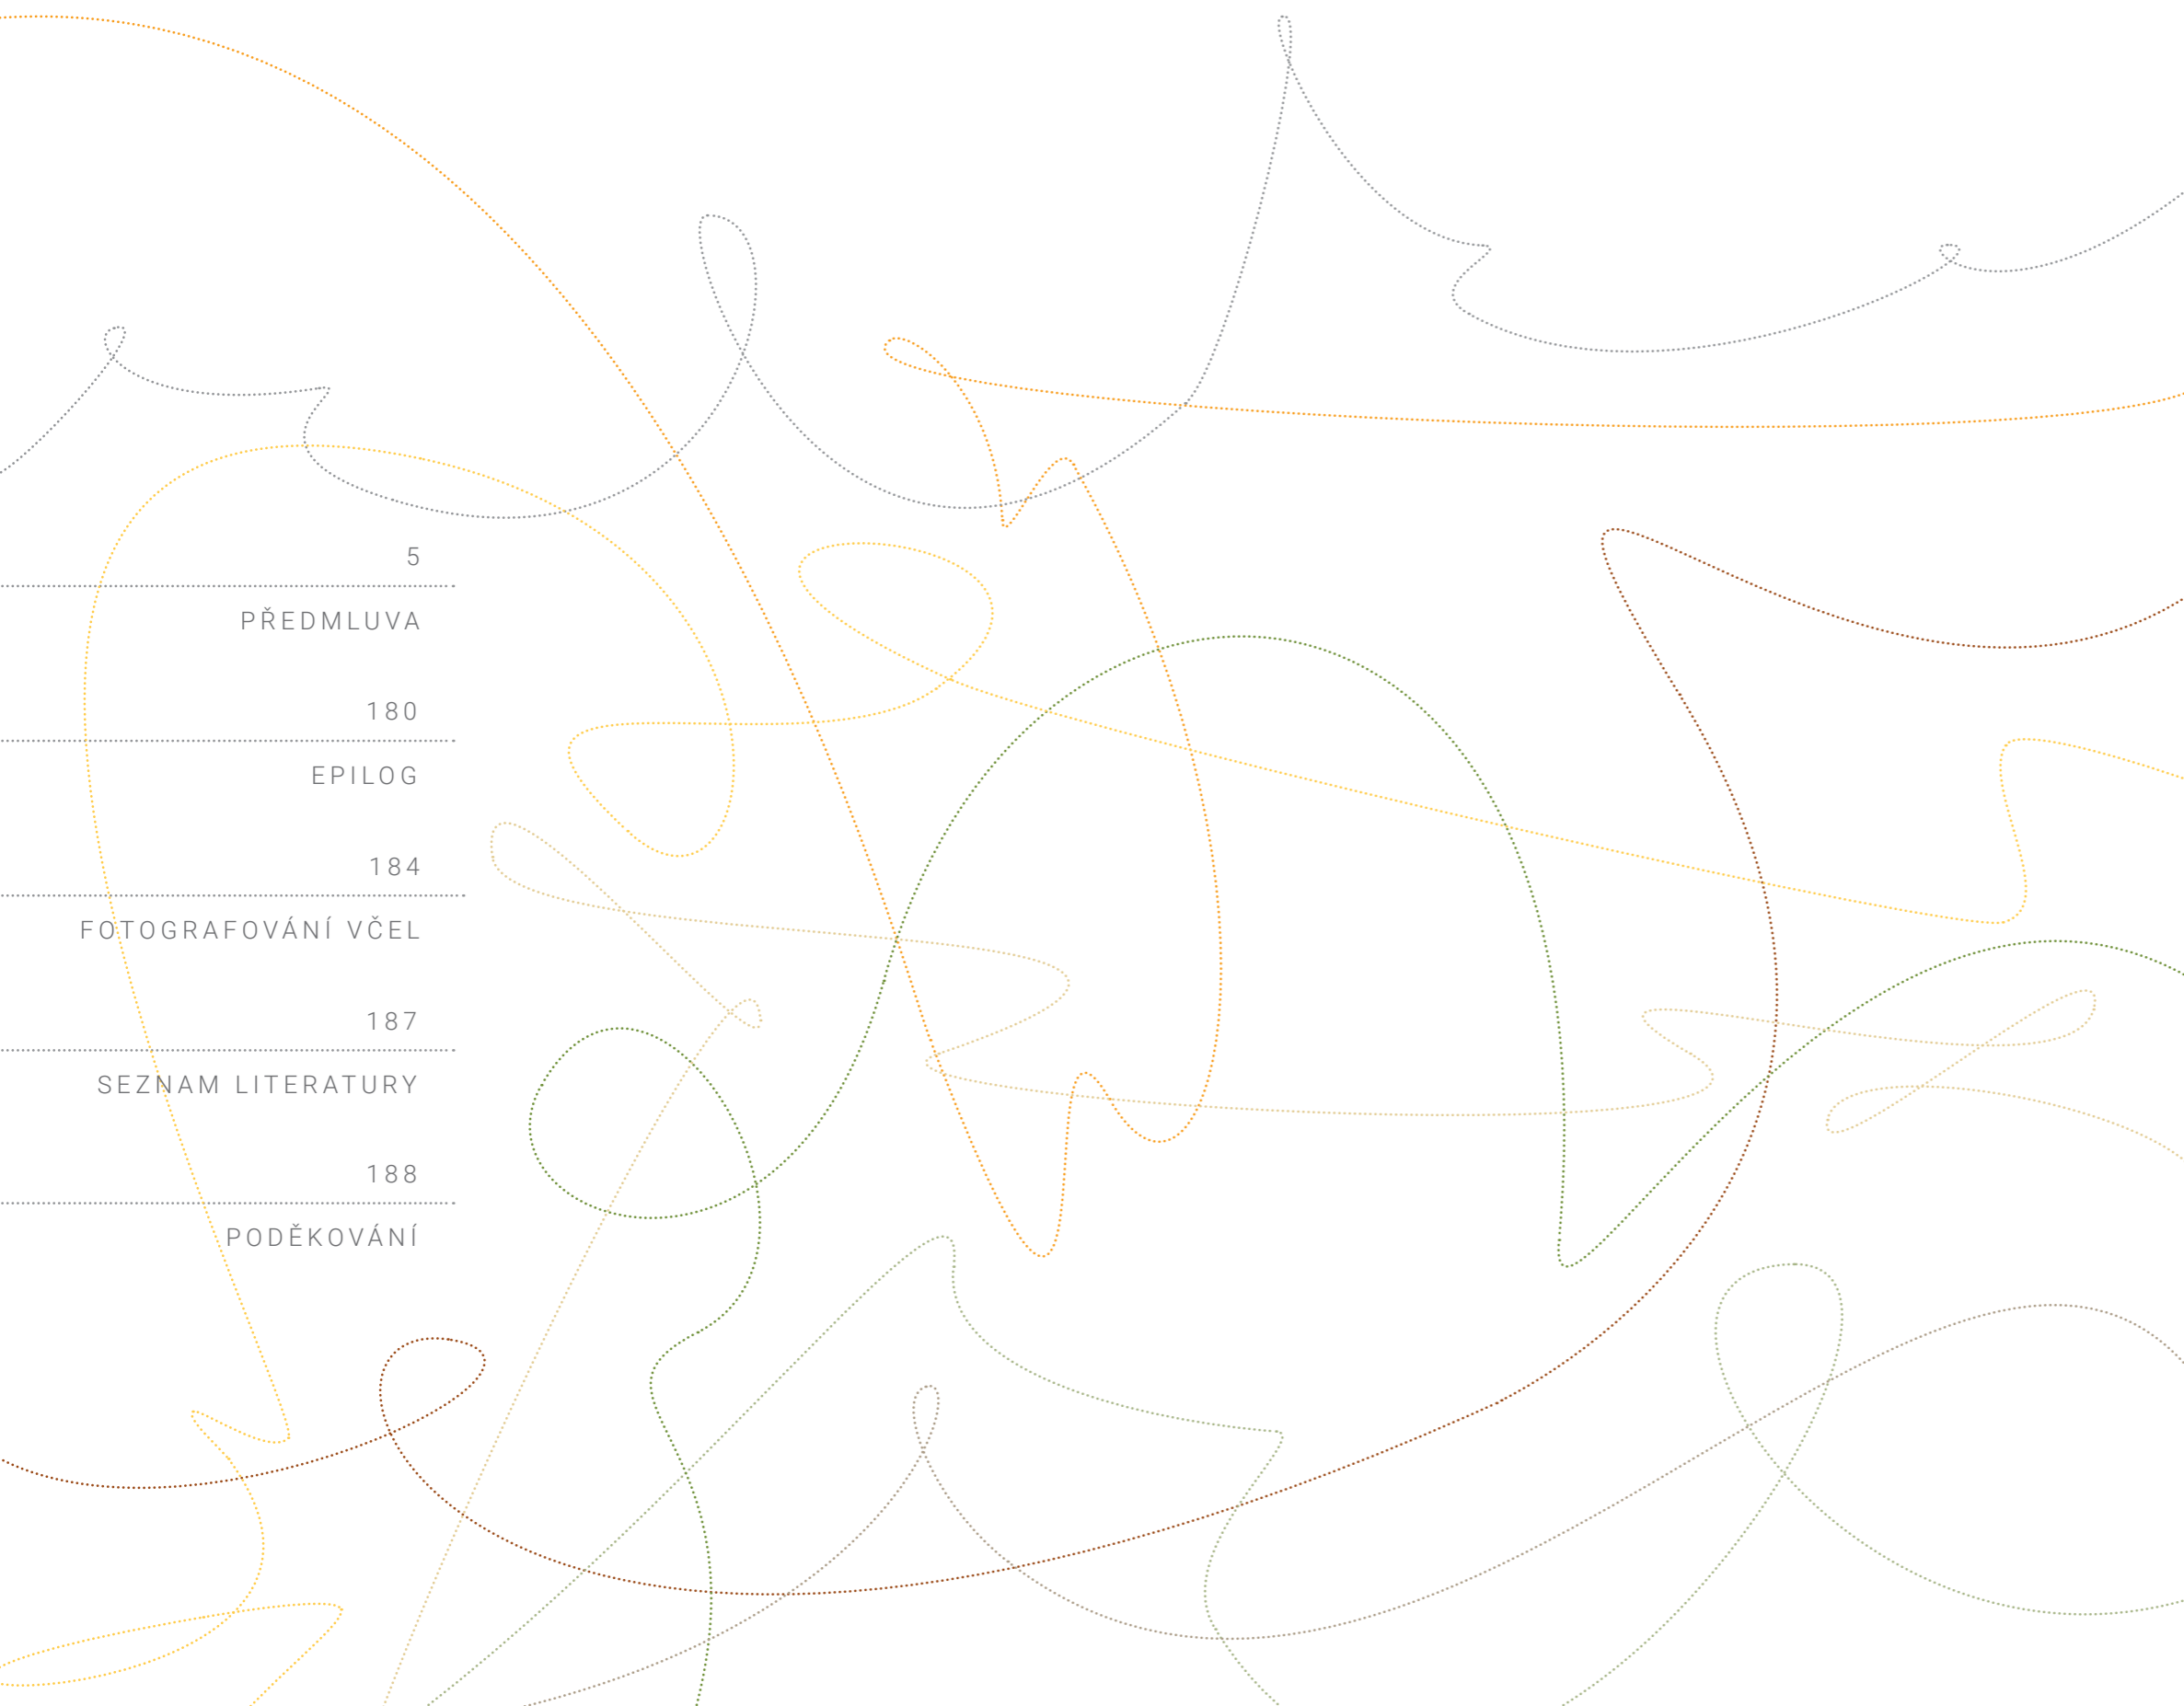 5
PŘEDMLUVA
180
EPILOG
184
FOTOGRAFOVÁNÍ VČEL
187
SEZNAM LITERATURY
188
PODĚKOVÁNÍ